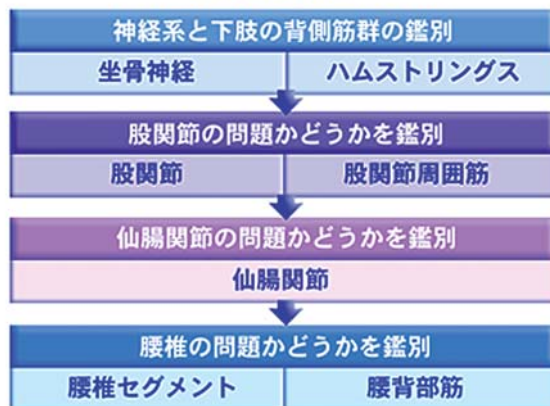 神経系と下肢の背側筋群の鑑別
坐骨神経 ハムストリングス
股関節の問題かどうかを鑑別
股関節 股関節周囲筋
仙腸関節の問題かどうかを鑑別
仙腸関節
腰椎の問題かどうかを鑑別
腰椎セグメント 腰背部筋